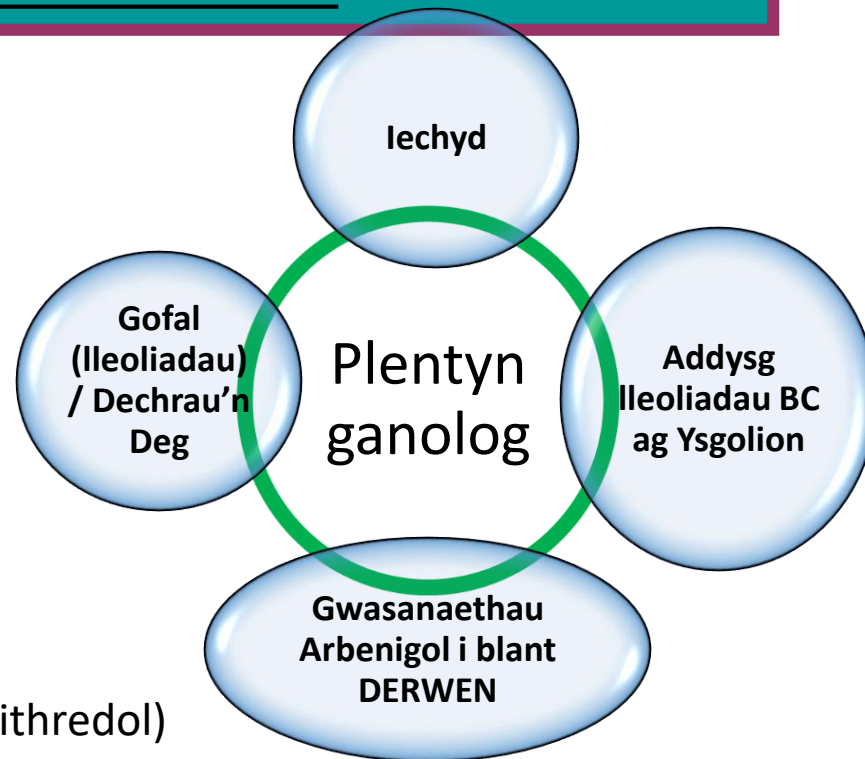 Iechyd
Gofal
(lleoliadau)
/ Dechrau'n
Deg
Plentyn
ganolog
Addysg
lleoliadau BC
ag Ysgolion
Gwasanaethau
Arbenigol i blant
DERWEN
ithredol)